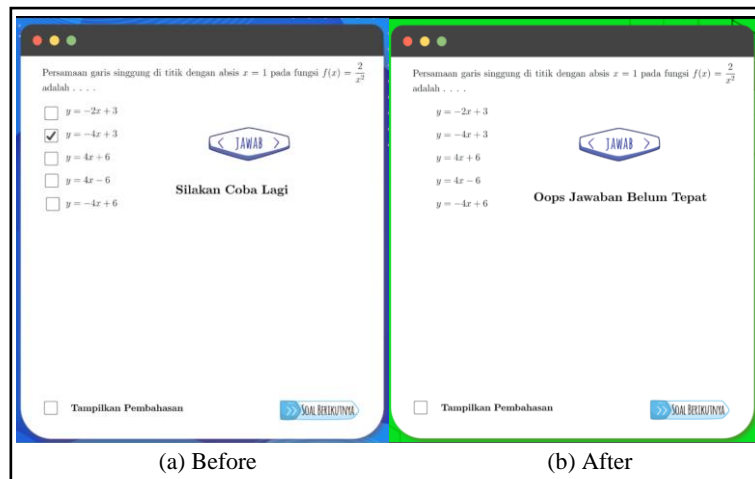 Persamaan garis singgung di titik dengan absis x = 1 pada fungsi f(x) = 2/x²
adalah . . . .
y = −2x + 3
y = −4x + 3
y = 4x + 6
y = 4x − 6
y = −4x + 6
< JAWAB >
Silakan Coba Lagi
Tampilkan Pembahasan
>> SOAL BERIKUTNYA
(a) Before
Persamaan garis singgung di titik dengan absis x = 1 pada fungsi f(x) = 2/x²
adalah . . . .
y = −2x + 3
y = −4x + 3
y = 4x + 6
y = 4x − 6
y = −4x + 6
< JAWAB >
Oops Jawaban Belum Tepat
Tampilkan Pembahasan
>> SOAL BERIKUTNYA
(b) After